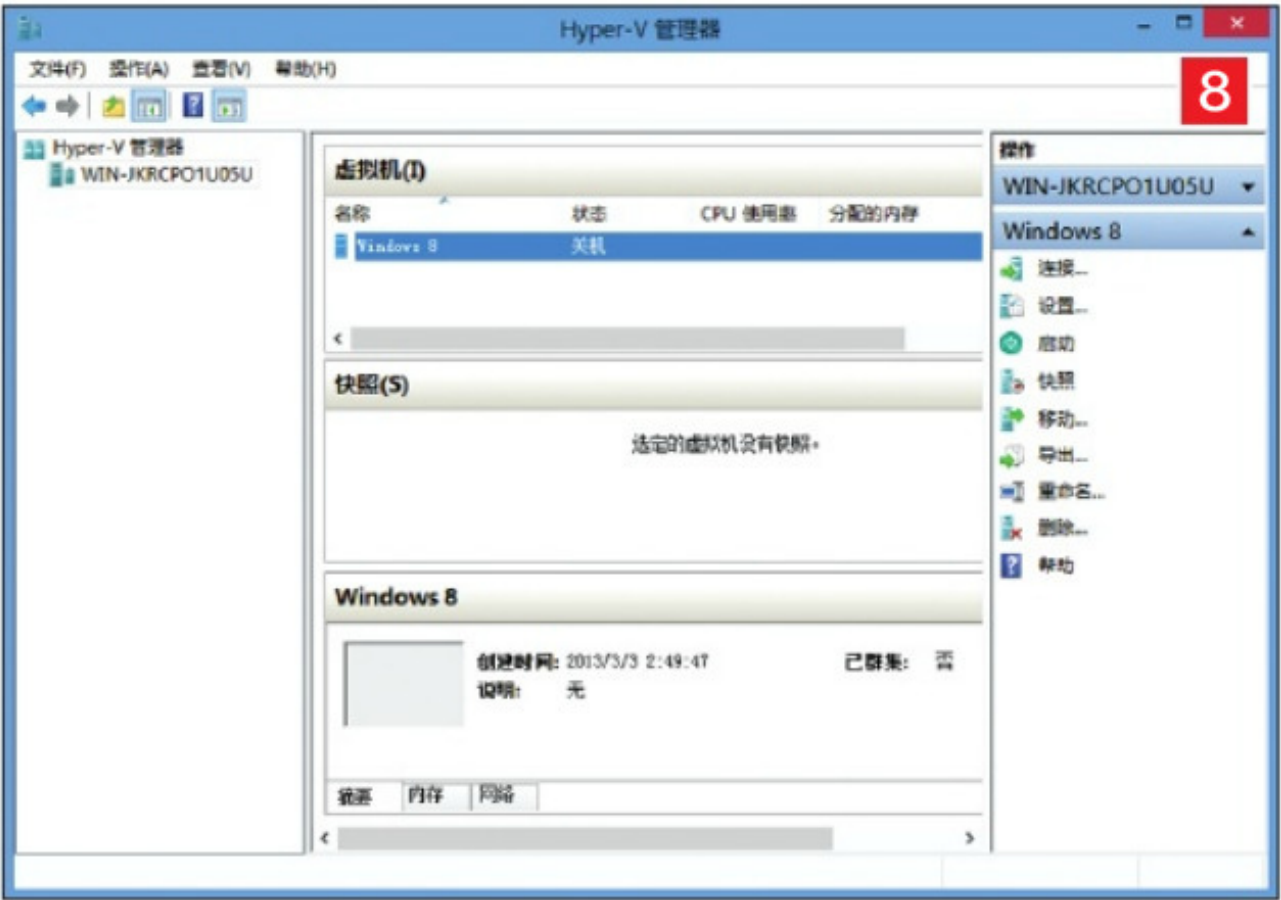 Hyper-V 管理器
文件(F) 操作(A) 查看(V) 帮助(H)
8
Hyper-V 管理器
WIN-JKRCPO1U05U
虚拟机(I)
名称 状态 CPU 使用率 分配的内存
Windows 8 关机
快照(S)
选定的虚拟机没有快照。
Windows 8
创建时间: 2013/3/3 2:49:47 已群集: 否
说明: 无
摘要 内存 网络
操作
WIN-JKRCPO1U05U
Windows 8
连接...
设置...
启动
快照
移动...
导出...
重命名...
删除...
帮助